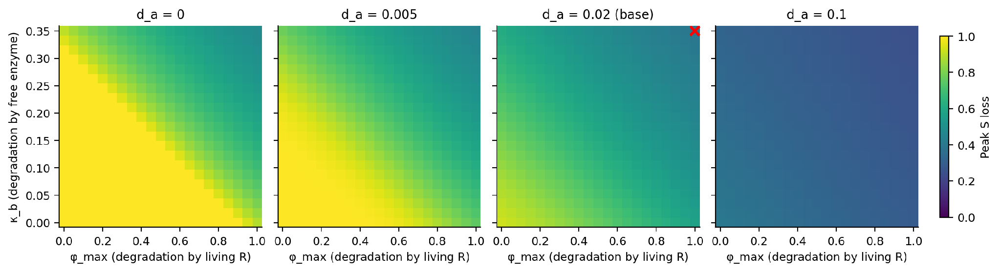 d_a = 0
d_a = 0.005
d_a = 0.02 (base)
d_a = 0.1
κ_b (degradation by free enzyme)
0.35
0.30
0.25
0.20
0.15
0.10
0.05
0.00
0.0 0.2 0.4 0.6 0.8 1.0
0.0 0.2 0.4 0.6 0.8 1.0
0.0 0.2 0.4 0.6 0.8 1.0
0.0 0.2 0.4 0.6 0.8 1.0
φ_max (degradation by living R)
φ_max (degradation by living R)
φ_max (degradation by living R)
φ_max (degradation by living R)
1.0
0.8
0.6
0.4
0.2
0.0
Peak S loss